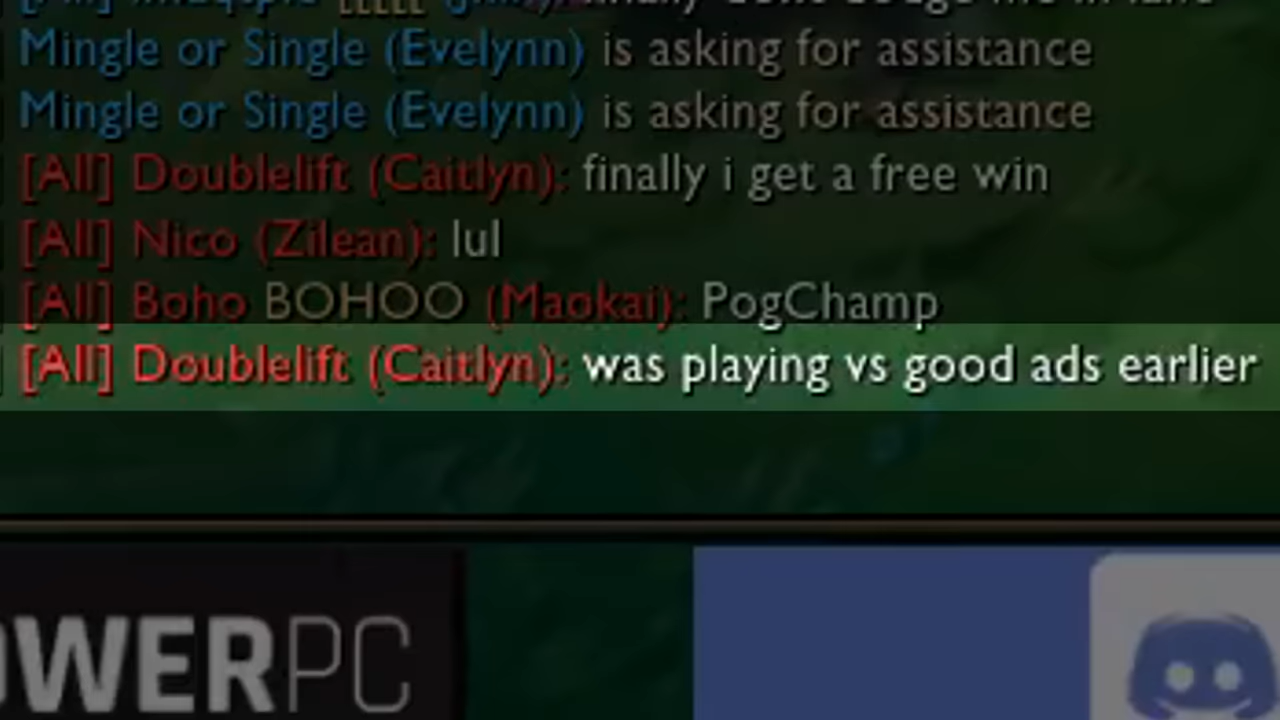 Mingle or Single (Evelynn) is asking for assistance
Mingle or Single (Evelynn) is asking for assistance
[All] Doublelift (Caitlyn): finally i get a free win
[All] Nico (Zilean): lul
[All] Boho BOHOO (Maokai): PogChamp
[All] Doublelift (Caitlyn): was playing vs good ads earlier
OWERPC